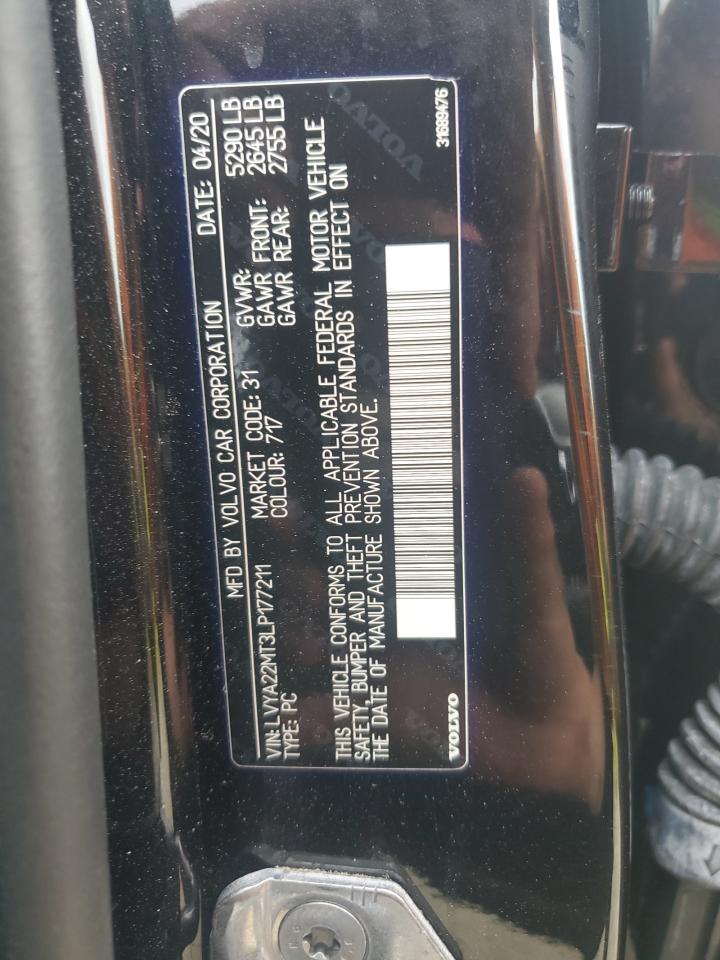 MFD BY VOLVO CAR CORPORATION DATE: 04/20
VIN: LVYA22MT3LP177211 MARKET CODE: 31 GVWR: 5290 LB
TYPE: PC COLOUR: 717 GAWR FRONT: 2645 LB
GAWR REAR: 2755 LB
THIS VEHICLE CONFORMS TO ALL APPLICABLE FEDERAL MOTOR VEHICLE
SAFETY, BUMPER AND THEFT PREVENTION STANDARDS IN EFFECT ON
THE DATE OF MANUFACTURE SHOWN ABOVE.
VOLVO 31689476